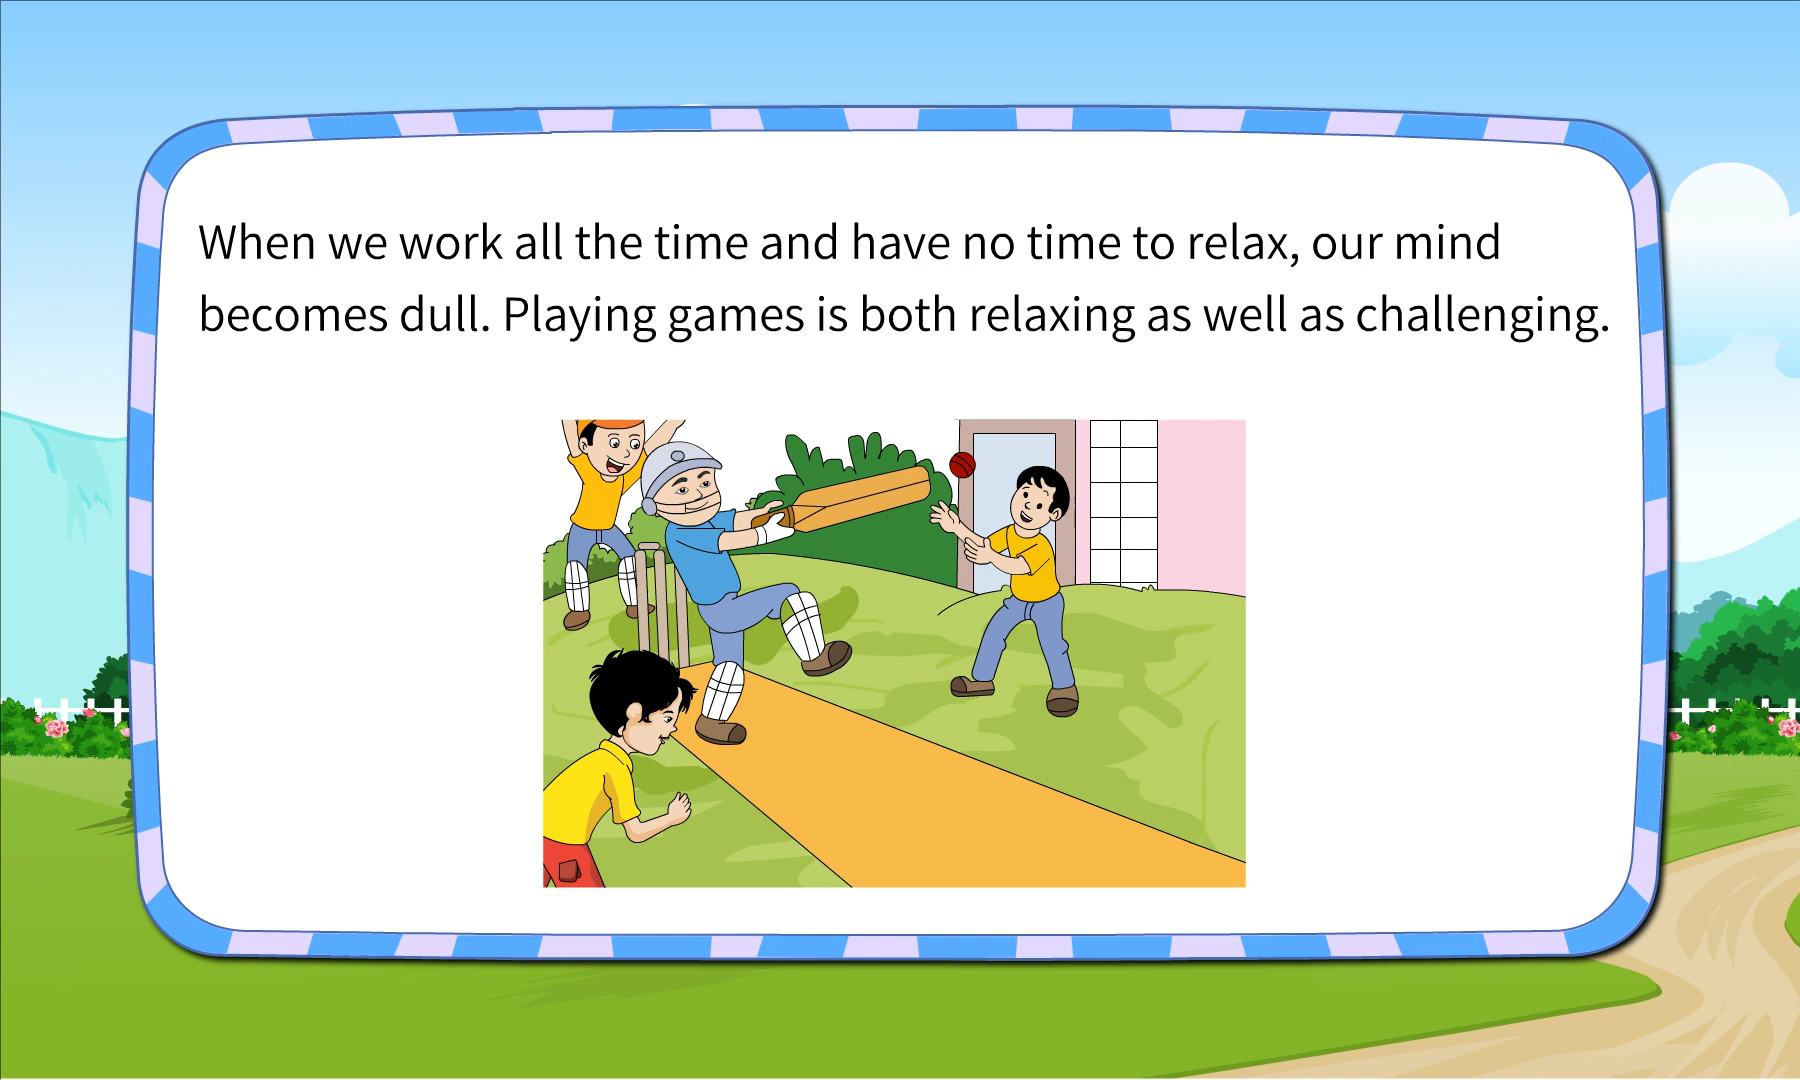 When we work all the time and have no time to relax, our mind
becomes dull. Playing games is both relaxing as well as challenging.